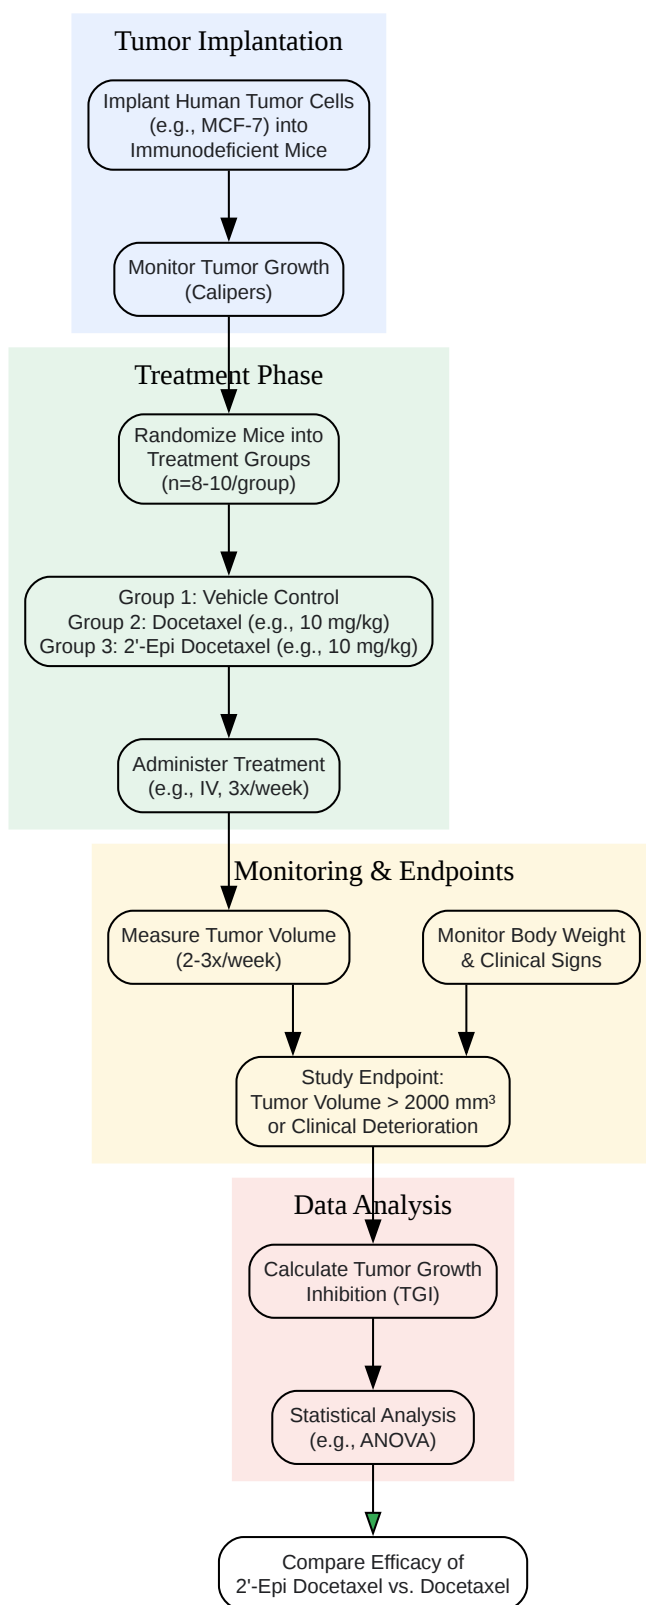 Tumor Implantation
Implant Human Tumor Cells
(e.g., MCF-7) into
Immunodeficient Mice
Monitor Tumor Growth
(Calipers)
Treatment Phase
Randomize Mice into
Treatment Groups
(n=8-10/group)
Group 1: Vehicle Control
Group 2: Docetaxel (e.g., 10 mg/kg)
Group 3: 2'-Epi Docetaxel (e.g., 10 mg/kg)
Administer Treatment
(e.g., IV, 3x/week)
Monitoring & Endpoints
Measure Tumor Volume
(2-3x/week)
Monitor Body Weight
& Clinical Signs
Study Endpoint:
Tumor Volume > 2000 mm³
or Clinical Deterioration
Data Analysis
Calculate Tumor Growth
Inhibition (TGI)
Statistical Analysis
(e.g., ANOVA)
Compare Efficacy of
2'-Epi Docetaxel vs. Docetaxel